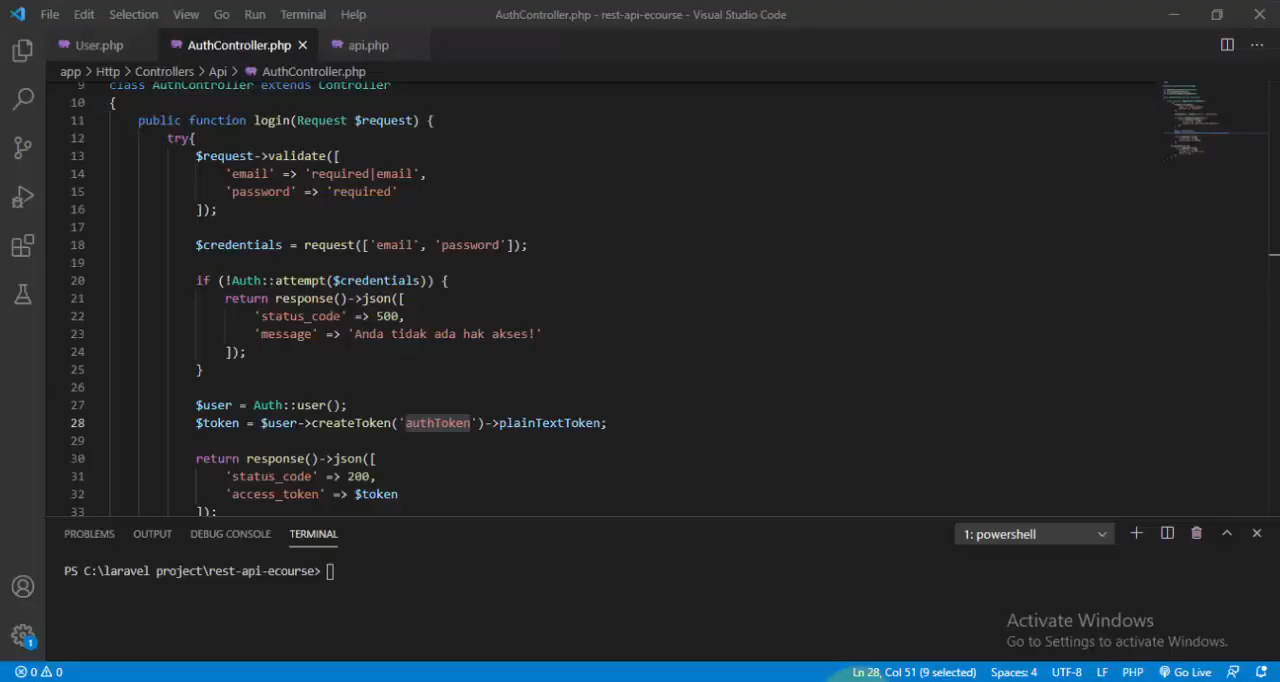 File Edit Selection View Go Run Terminal Help AuthController.php - rest-api-ecourse - Visual Studio Code
User.php AuthController.php api.php
app > Http > Controllers > Api > AuthController.php
9 class AuthController extends Controller
10 {
11 public function login(Request $request) {
12 try{
13 $request->validate([
14 'email' => 'required|email',
15 'password' => 'required'
16 ]);
17
18 $credentials = request(['email', 'password']);
19
20 if (!Auth::attempt($credentials)) {
21 return response()->json([
22 'status_code' => 500,
23 'message' => 'Anda tidak ada hak akses!'
24 ]);
25 }
26
27 $user = Auth::user();
28 $token = $user->createToken('authToken')->plainTextToken;
29
30 return response()->json([
31 'status_code' => 200,
32 'access_token' => $token
33 ]);
PROBLEMS OUTPUT DEBUG CONSOLE TERMINAL 1: powershell
PS C:\laravel project\rest-api-ecourse>
Activate Windows
Go to Settings to activate Windows.
1
0 0 Ln 28, Col 51 (9 selected) Spaces: 4 UTF-8 LF PHP Go Live